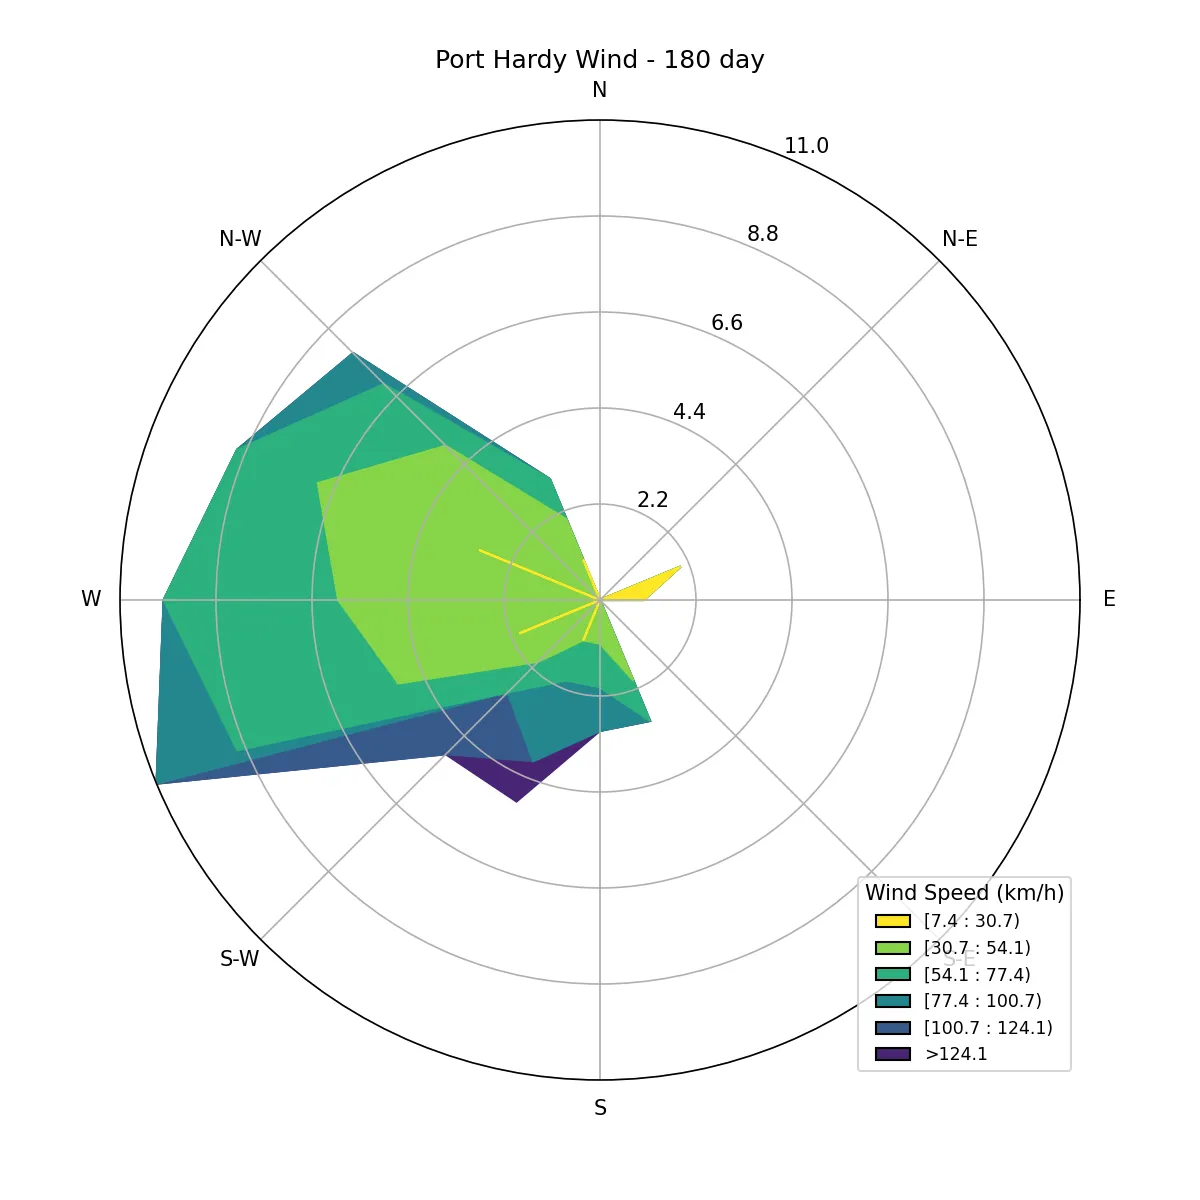 Port Hardy Wind - 180 day
N
11.0
N-W
8.8
N-E
6.6
4.4
2.2
W
E
S-W
S-E
Wind Speed (km/h)
[7.4 : 30.7)
[30.7 : 54.1)
[54.1 : 77.4)
[77.4 : 100.7)
[100.7 : 124.1)
>124.1
S